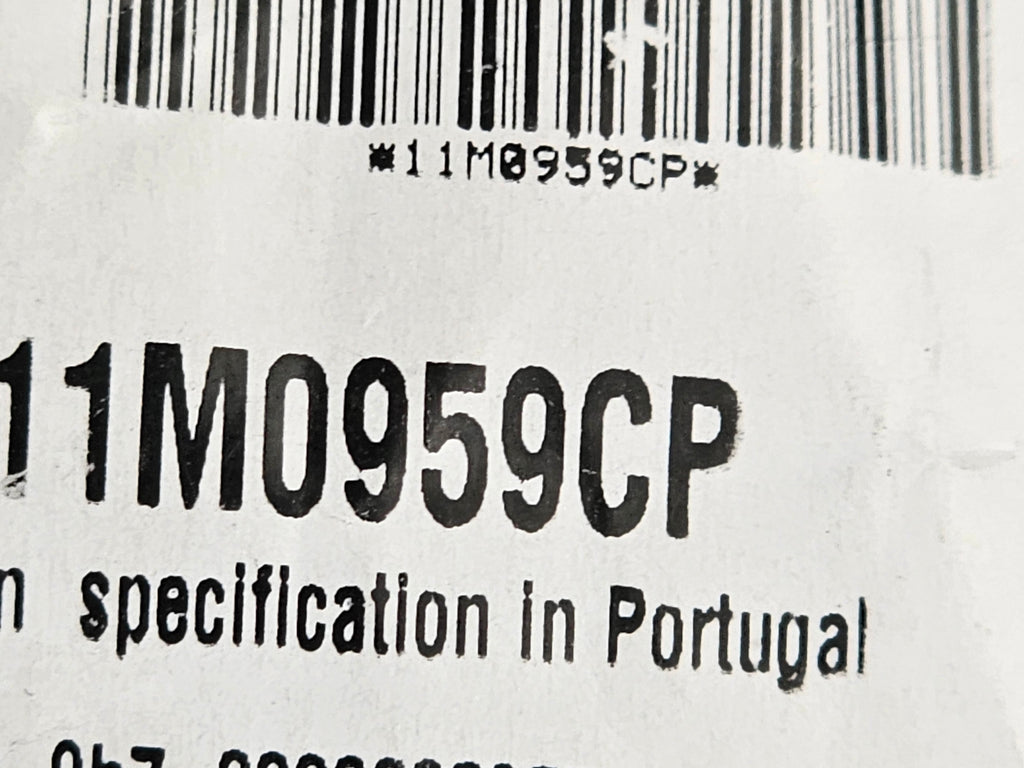 *11M0959CP*
11M0959CP
specification in Portugal